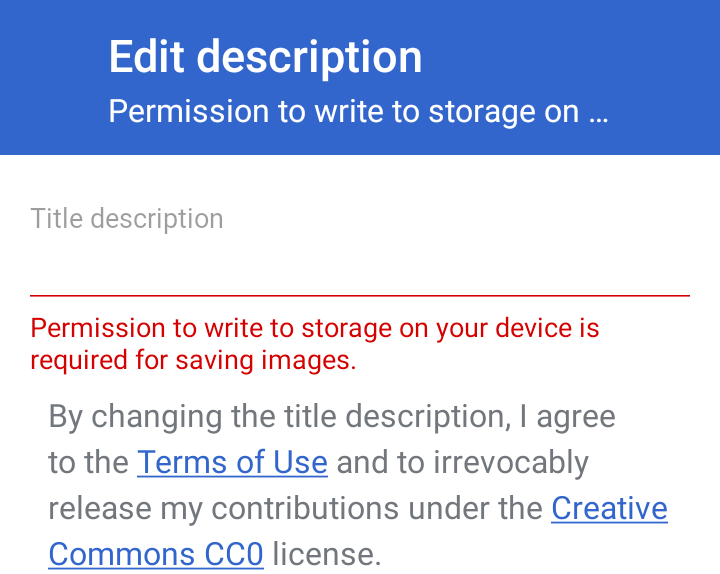 Edit description
Permission to write to storage on ...
Title description
Permission to write to storage on your device is
required for saving images.
By changing the title description, I agree
to the Terms of Use and to irrevocably
release my contributions under the Creative
Commons CC0 license.